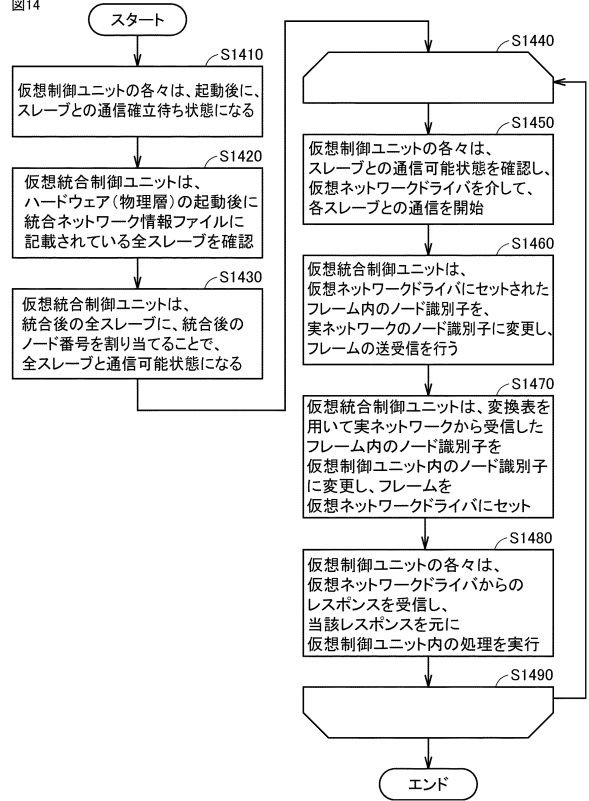 図14
スタート
S1410
仮想制御ユニットの各々は、起動後に、
スレーブとの通信確立待ち状態になる
S1420
仮想統合制御ユニットは、
ハードウェア(物理層)の起動後に
統合ネットワーク情報ファイルに
記載されている全スレーブを確認
S1430
仮想統合制御ユニットは、
統合後の全スレーブに、統合後の
ノード番号を割り当てることで、
全スレーブと通信可能状態になる
S1440
S1450
仮想制御ユニットの各々は、
スレーブとの通信可能状態を確認し、
仮想ネットワークドライバを介して、
各スレーブとの通信を開始
S1460
仮想統合制御ユニットは、
仮想ネットワークドライバにセットされた
フレーム内のノード識別子を、
実ネットワークのノード識別子に変更し、
フレームの送受信を行う
S1470
仮想統合制御ユニットは、変換表を
用いて実ネットワークから受信した
フレーム内のノード識別子を
仮想制御ユニット内のノード識別子
に変更し、フレームを
仮想ネットワークドライバにセット
S1480
仮想制御ユニットの各々は、
仮想ネットワークドライバからの
レスポンスを受信し、
当該レスポンスを元に
仮想制御ユニット内の処理を実行
S1490
エンド